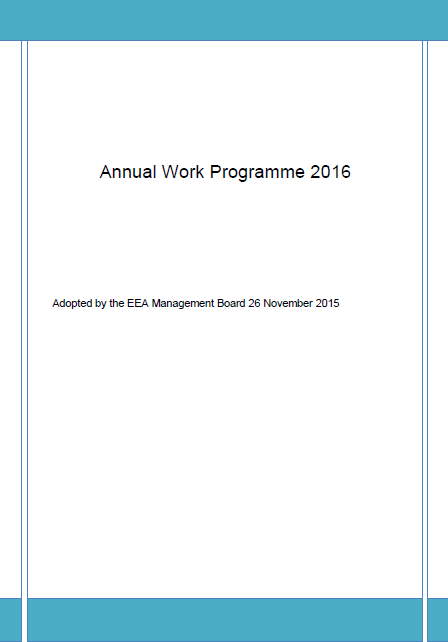 Annual Work Programme 2016
Adopted by the EEA Management Board 26 November 2015